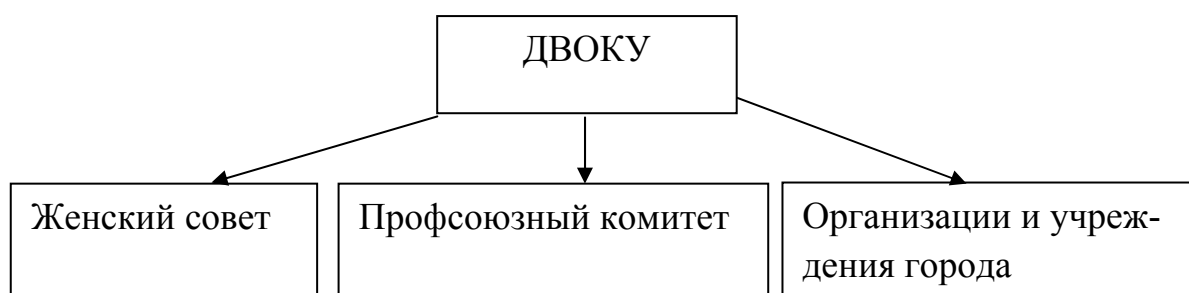 ДВОКУ
Женский совет
Профсоюзный комитет
Организации и учреж-
дения города